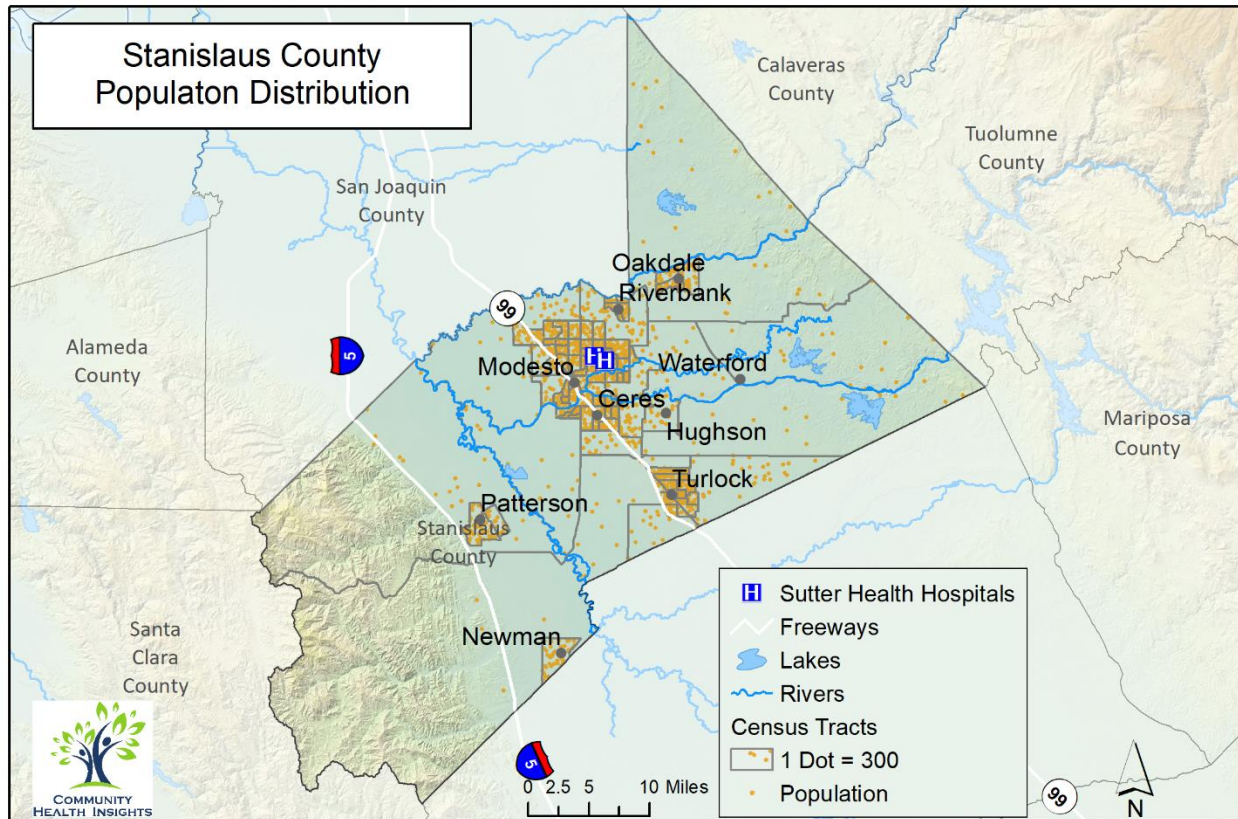 Stanislaus County
Populaton Distribution
Calaveras
County
Tuolumne
County
San Joaquin
County
Oakdale
Riverbank
99
5
Alameda
County
Modesto
Waterford
Ceres
Hughson
Mariposa
County
Turlock
Patterson
Stanislaus
County
Newman
Santa
Clara
County
H
H
H Sutter Health Hospitals
Freeways
Lakes
Rivers
Census Tracts
1 Dot = 300
Population
5
0 2.5 5 10 Miles
99
N
COMMUNITY
HEALTH INSIGHTS